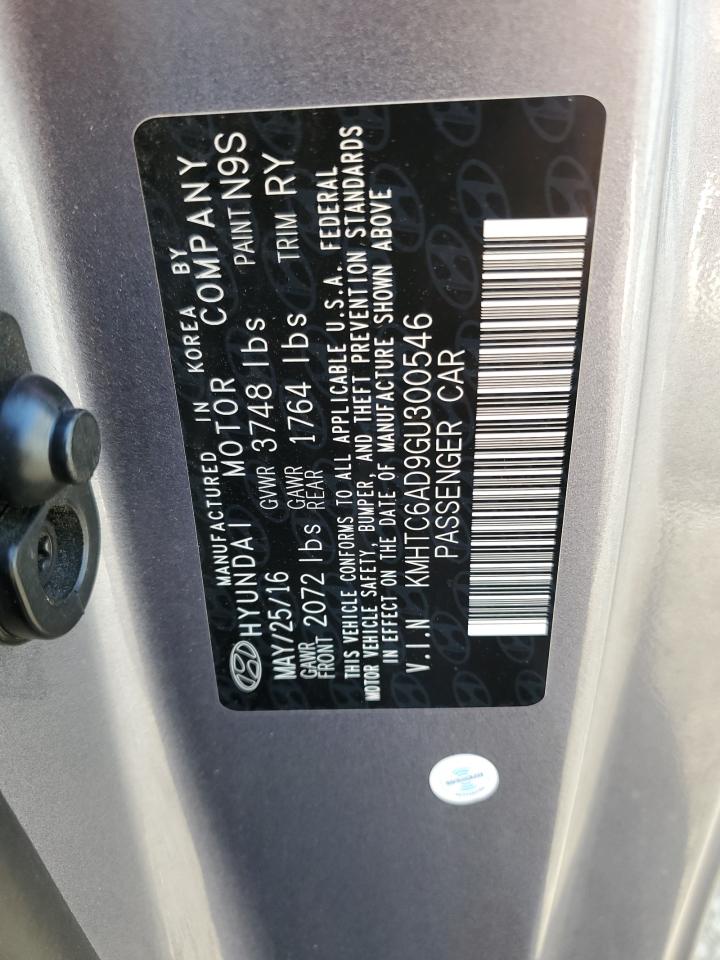 MANUFACTURED IN KOREA BY
HYUNDAI MOTOR COMPANY
MAY/25/16 GVWR 3748 lbs PAINT N9S
GAWR FRONT 2072 lbs GAWR REAR 1764 lbs TRIM RY
THIS VEHICLE CONFORMS TO ALL APPLICABLE U.S.A. FEDERAL
MOTOR VEHICLE SAFETY, BUMPER, AND THEFT PREVENTION STANDARDS
IN EFFECT ON THE DATE OF MANUFACTURE SHOWN ABOVE
V.I.N KMHTC6AD9GU300546
PASSENGER CAR